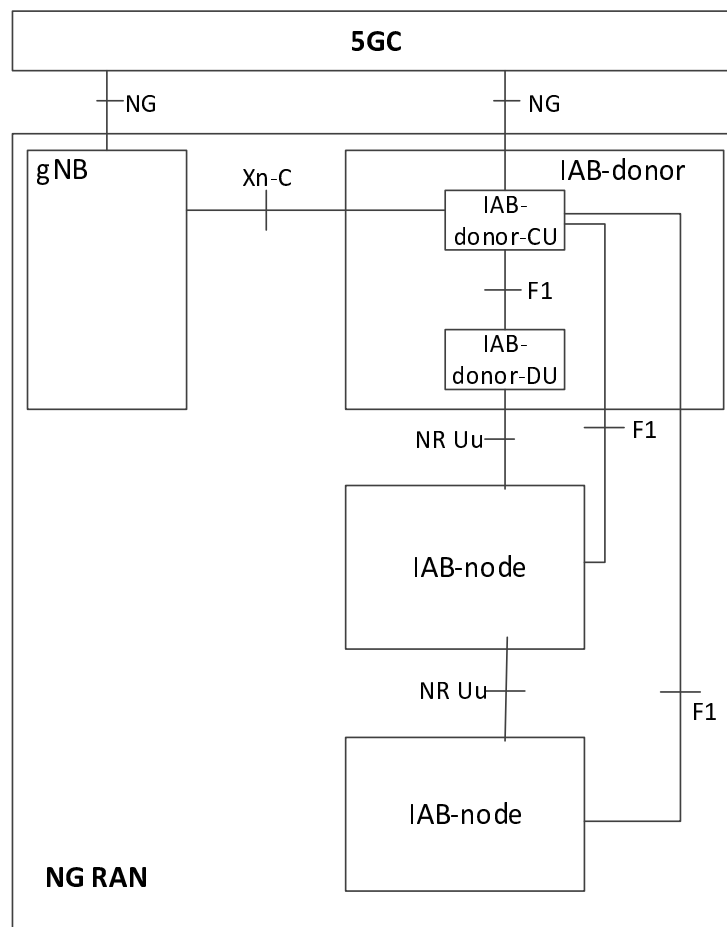 5GC
NG
NG
gNB
Xn-C
IAB-donor
IAB-
donor-CU
F1
IAB-
donor-DU
NR Uu
F1
IAB-node
NR Uu
F1
IAB-node
NG RAN